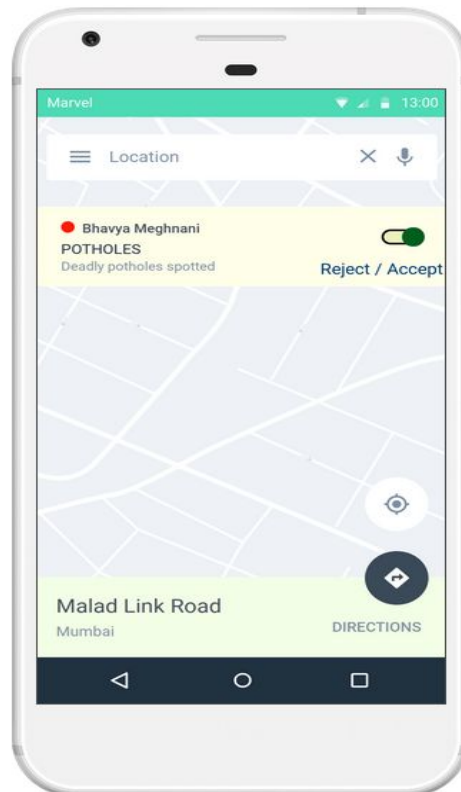 Marvel 13:00
Location
Bhavya Meghnani
POTHOLES
Deadly potholes spotted
Reject / Accept
Malad Link Road
Mumbai
DIRECTIONS